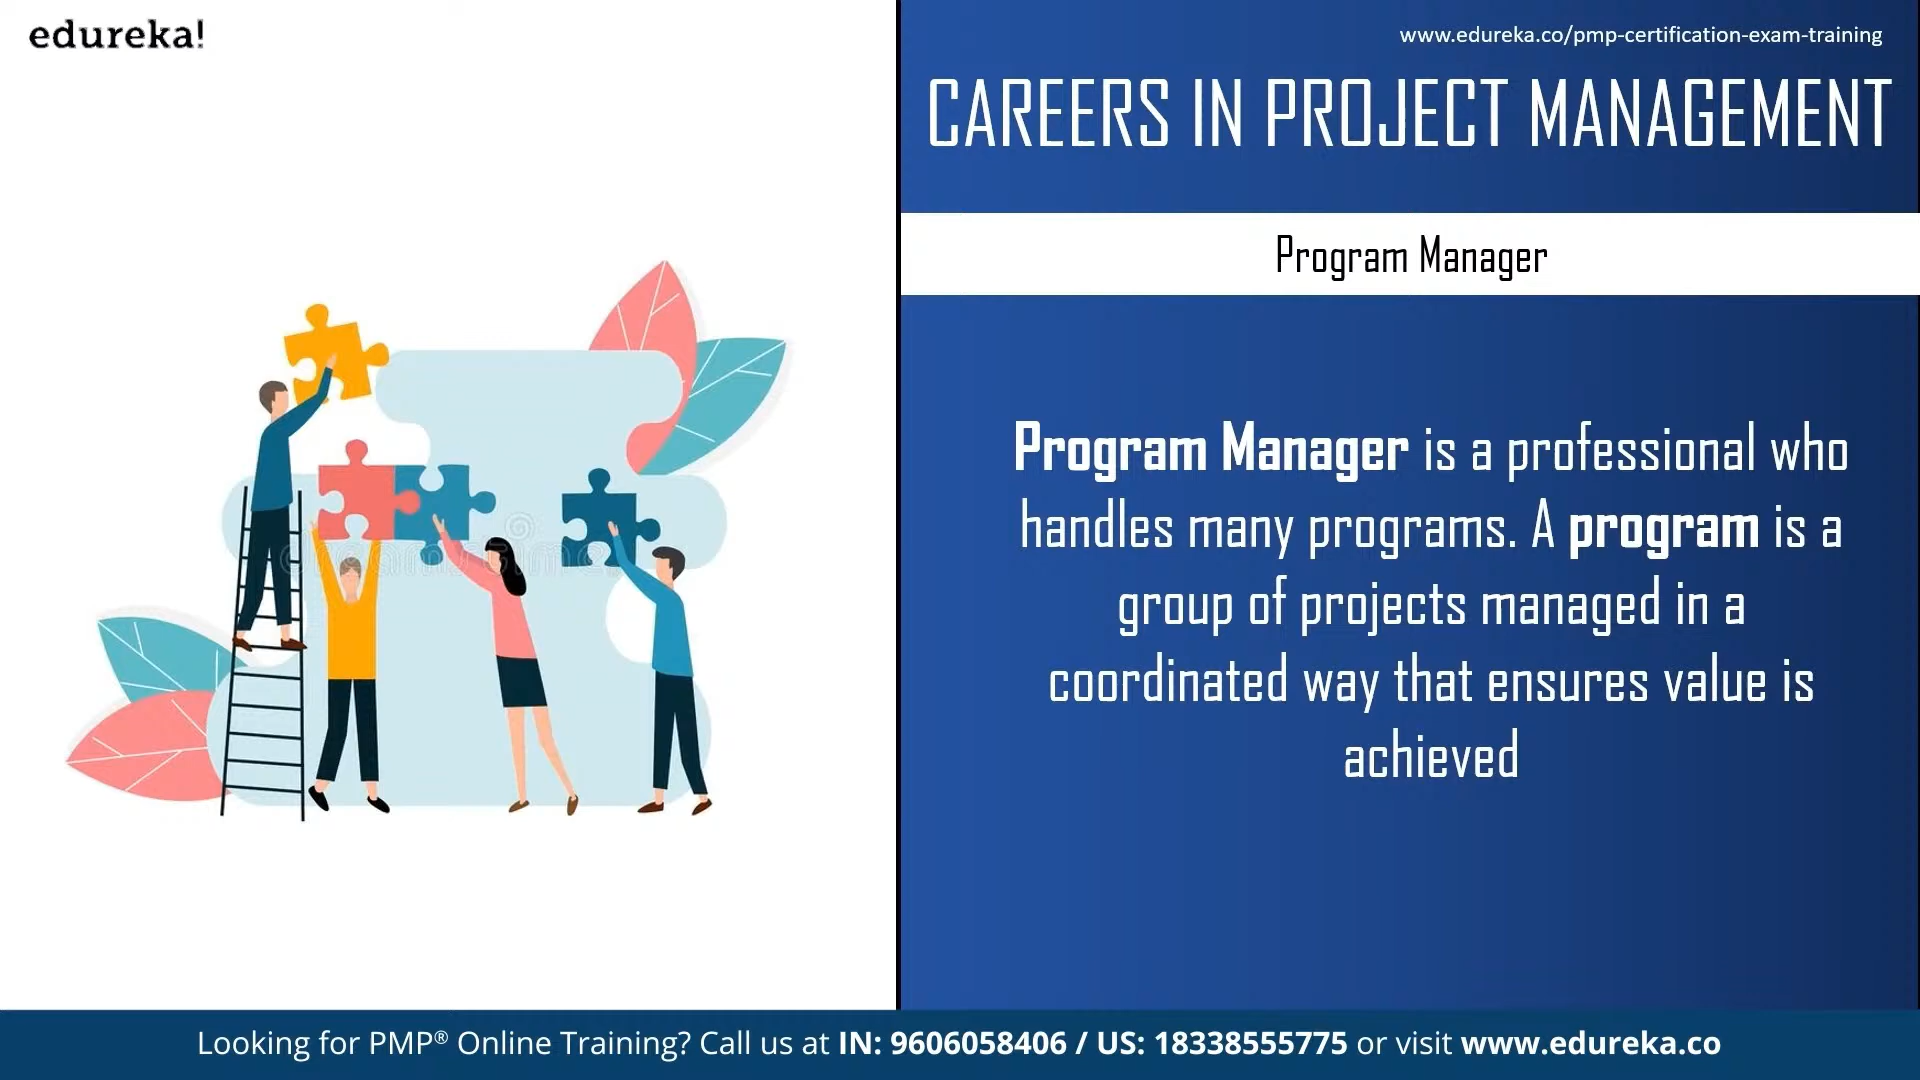 edureka!
www.edureka.co/pmp-certification-exam-training
CAREERS IN PROJECT MANAGEMENT
Program Manager
Program Manager is a professional who
handles many programs. A program is a
group of projects managed in a
coordinated way that ensures value is
achieved
Looking for PMP® Online Training? Call us at IN: 9606058406 / US: 18338555775 or visit www.edureka.co